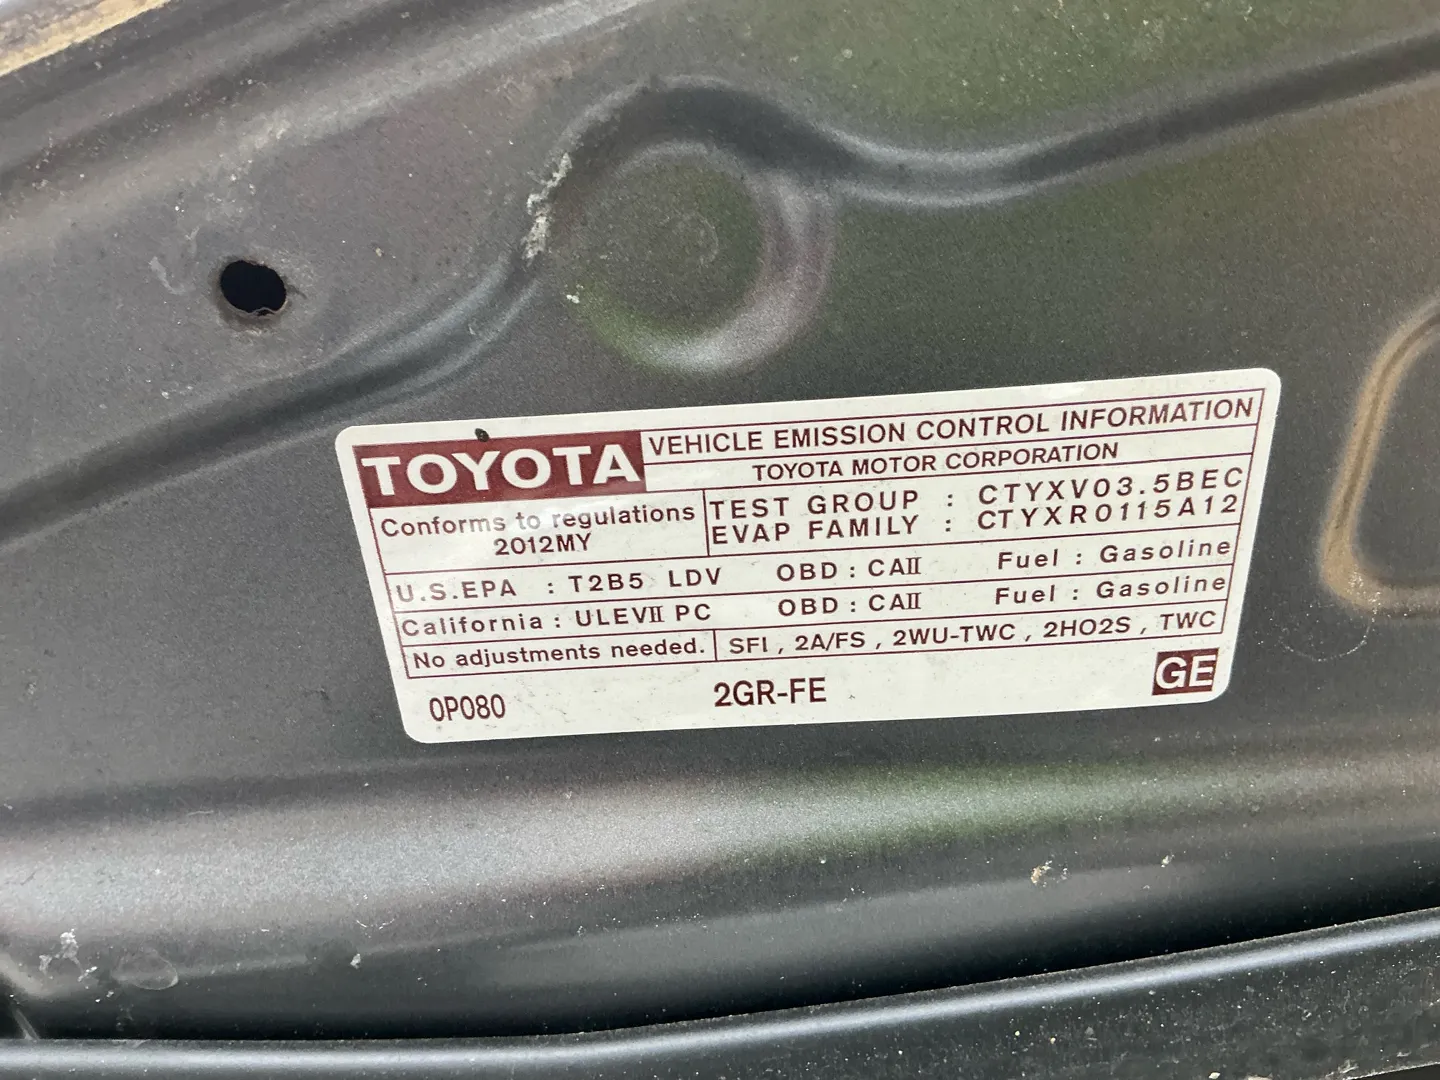 TOYOTA VEHICLE EMISSION CONTROL INFORMATION
TOYOTA MOTOR CORPORATION
Conforms to regulations
2012MY
TEST GROUP : CTYXV03.5BEC
EVAP FAMILY : CTYXR0115A12
U.S.EPA : T2B5 LDV OBD : CAII Fuel : Gasoline
California : ULEVII PC OBD : CAII Fuel : Gasoline
No adjustments needed. SFI , 2A/FS , 2WU-TWC , 2HO2S , TWC
0P080 2GR-FE GE